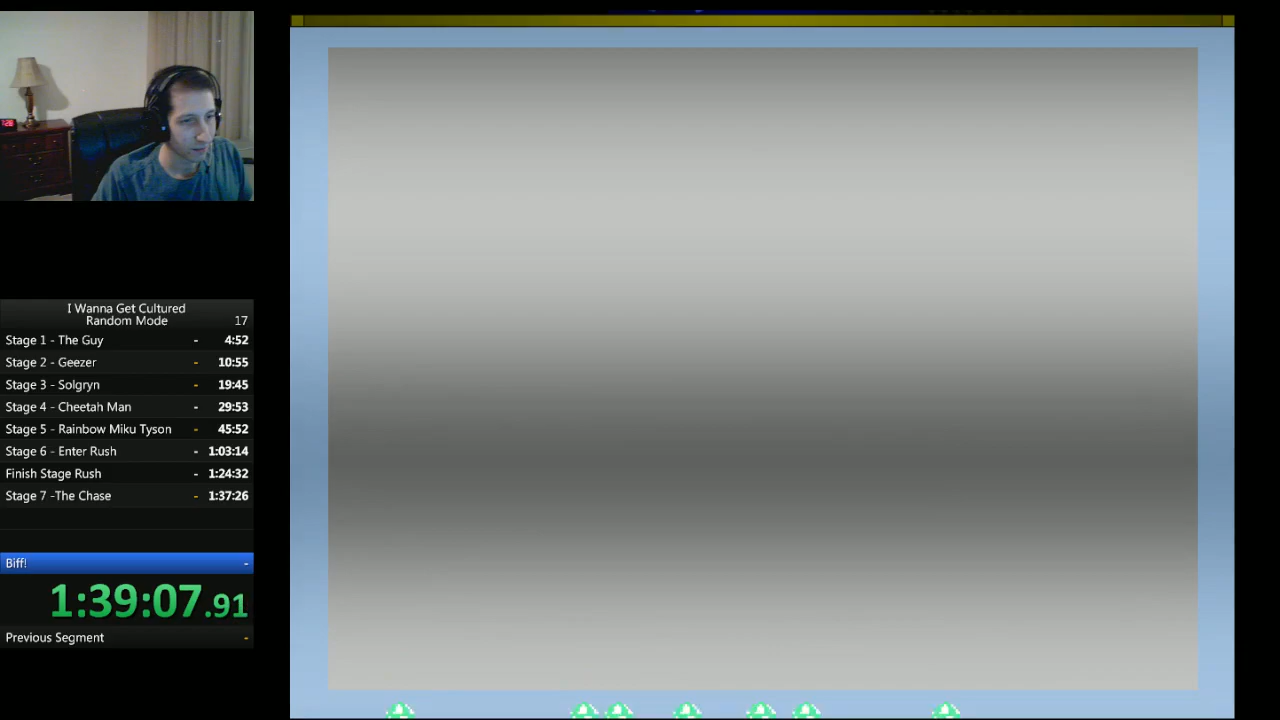 I Wanna Get Cultured
Random Mode 17
Stage 1 - The Guy - 4:52
Stage 2 - Geezer - 10:55
Stage 3 - Solgryn - 19:45
Stage 4 - Cheetah Man - 29:53
Stage 5 - Rainbow Miku Tyson - 45:52
Stage 6 - Enter Rush - 1:03:14
Finish Stage Rush - 1:24:32
Stage 7 -The Chase - 1:37:26
Biff! -
1:39:07.91
Previous Segment -